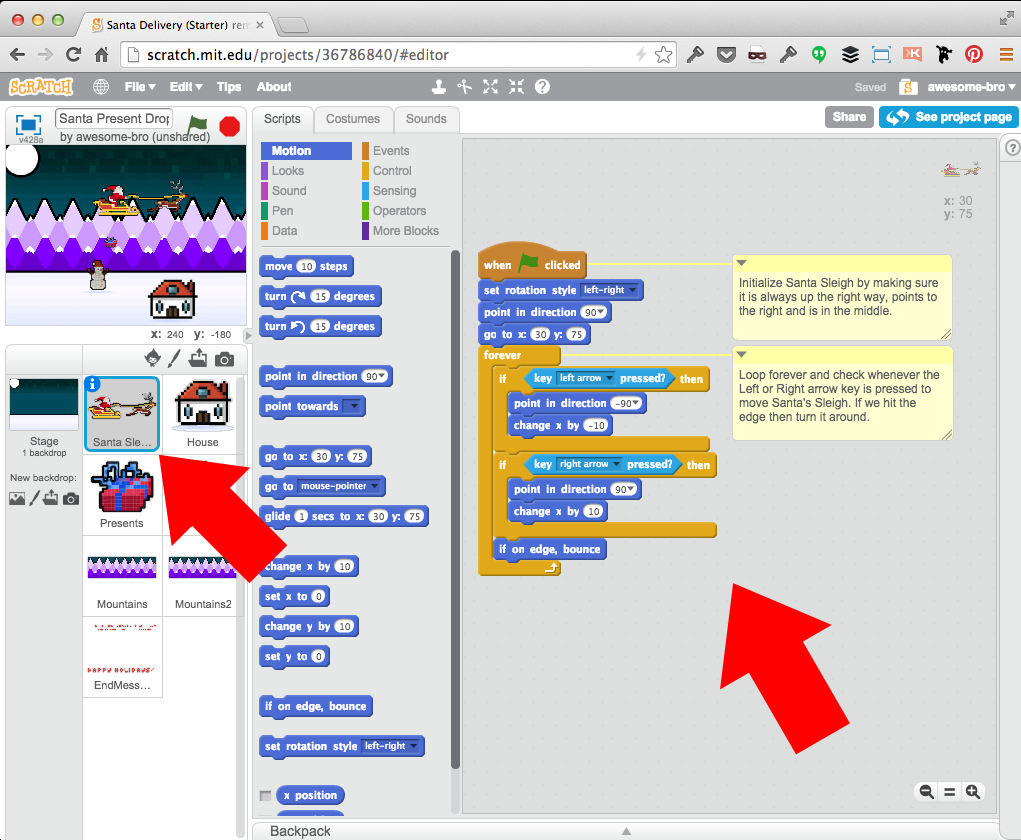 Santa Delivery (Starter) ren
scratch.mit.edu/projects/36786840/#editor
SCRATCH
File Edit Tips About
Saved
awesome-bro
v428a
Santa Present Drop
by awesome-bro (unshared)
Scripts Costumes Sounds
Share
See project page
Motion Events
Looks Control
Sound Sensing
Pen Operators
Data More Blocks
x: 30
y: 75
move 10 steps
turn 15 degrees
turn 15 degrees
point in direction 90
point towards
go to x: 30 y: 75
go to mouse-pointer
glide 1 secs to x: 30 y: 75
change x by 10
set x to 0
change y by 10
set y to 0
if on edge, bounce
set rotation style left-right
x position
when clicked
set rotation style left-right
point in direction 90
go to x: 30 y: 75
forever
if key left arrow pressed? then
point in direction -90
change x by -10
if key right arrow pressed? then
point in direction 90
change x by 10
if on edge, bounce
Initialize Santa Sleigh by making sure
it is always up the right way, points to
the right and is in the middle.
Loop forever and check whenever the
Left or Right arrow key is pressed to
move Santa's Sleigh. If we hit the
edge then turn it around.
x: 240 y: -180
Stage
1 backdrop
New backdrop:
Santa Sle...
House
Presents
Mountains
Mountains2
HAPPY HOLIDAYS!
EndMess...
Backpack